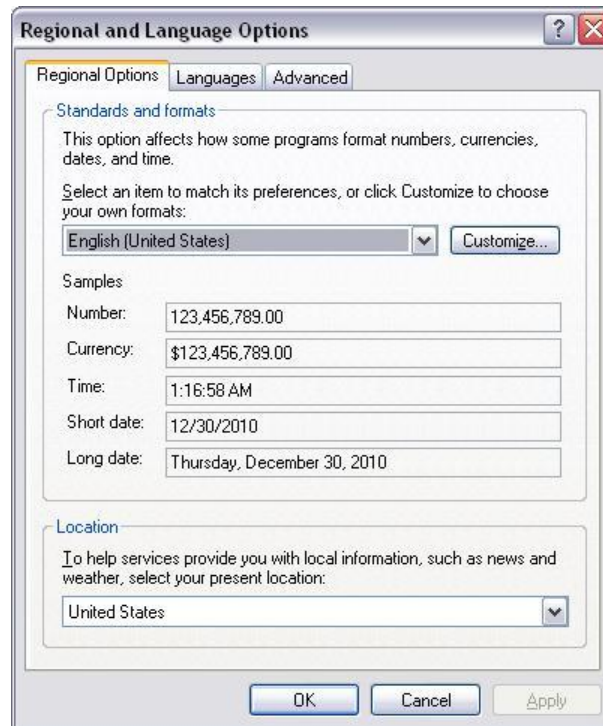 Regional and Language Options
Regional Options Languages Advanced
Standards and formats
This option affects how some programs format numbers, currencies,
dates, and time.
Select an item to match its preferences, or click Customize to choose
your own formats:
English (United States) Customize...
Samples
Number: 123,456,789.00
Currency: $123,456,789.00
Time: 1:16:58 AM
Short date: 12/30/2010
Long date: Thursday, December 30, 2010
Location
To help services provide you with local information, such as news and
weather, select your present location:
United States
OK Cancel Apply